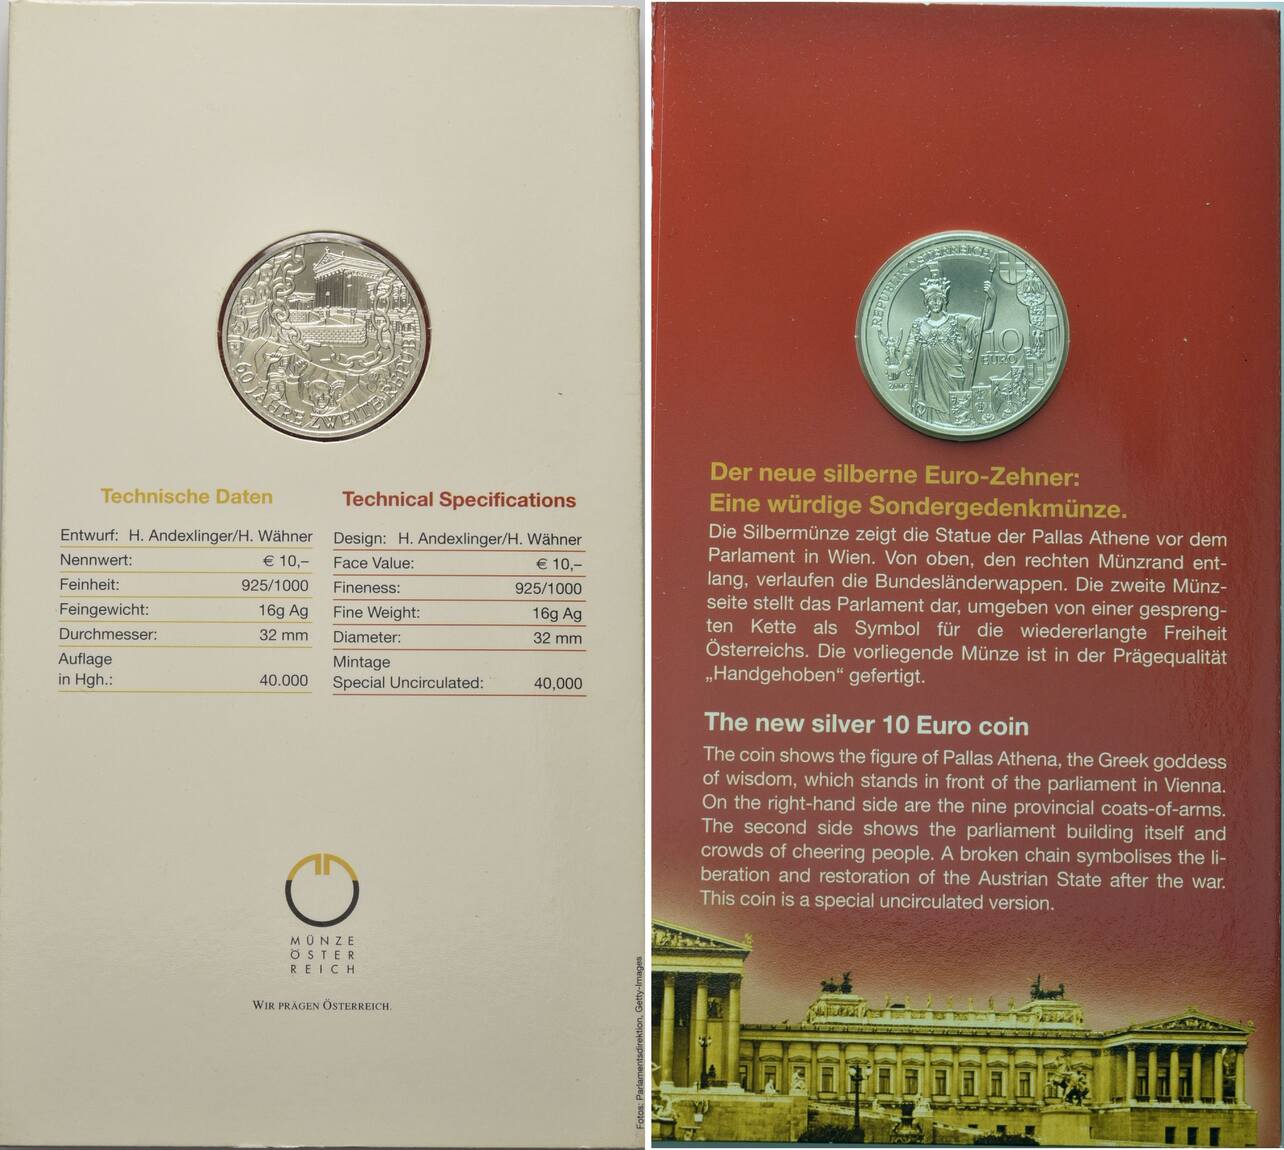 60 JAHRE ZWEITE REPUBLIK
Technische Daten
Entwurf: H. Andexlinger/H. Wähner
Nennwert: € 10,–
Feinheit: 925/1000
Feingewicht: 16g Ag
Durchmesser: 32 mm
Auflage
in Hgh.: 40.000
Technical Specifications
Design: H. Andexlinger/H. Wähner
Face Value: € 10,–
Fineness: 925/1000
Fine Weight: 16g Ag
Diameter: 32 mm
Mintage
Special Uncirculated: 40,000
MÜNZE
ÖSTER
REICH
WIR PRÄGEN ÖSTERREICH.
Fotos: Parlamentsdirektion, Getty-Images
REPUBLIK ÖSTERREICH
10
EURO
2005
Der neue silberne Euro-Zehner:
Eine würdige Sondergedenkmünze.
Die Silbermünze zeigt die Statue der Pallas Athene vor dem
Parlament in Wien. Von oben, den rechten Münzrand ent-
lang, verlaufen die Bundesländerwappen. Die zweite Münz-
seite stellt das Parlament dar, umgeben von einer gespreng-
ten Kette als Symbol für die wiedererlangte Freiheit
Österreichs. Die vorliegende Münze ist in der Prägequalität
„Handgehoben“ gefertigt.
The new silver 10 Euro coin
The coin shows the figure of Pallas Athena, the Greek goddess
of wisdom, which stands in front of the parliament in Vienna.
On the right-hand side are the nine provincial coats-of-arms.
The second side shows the parliament building itself and
crowds of cheering people. A broken chain symbolises the li-
beration and restoration of the Austrian State after the war.
This coin is a special uncirculated version.